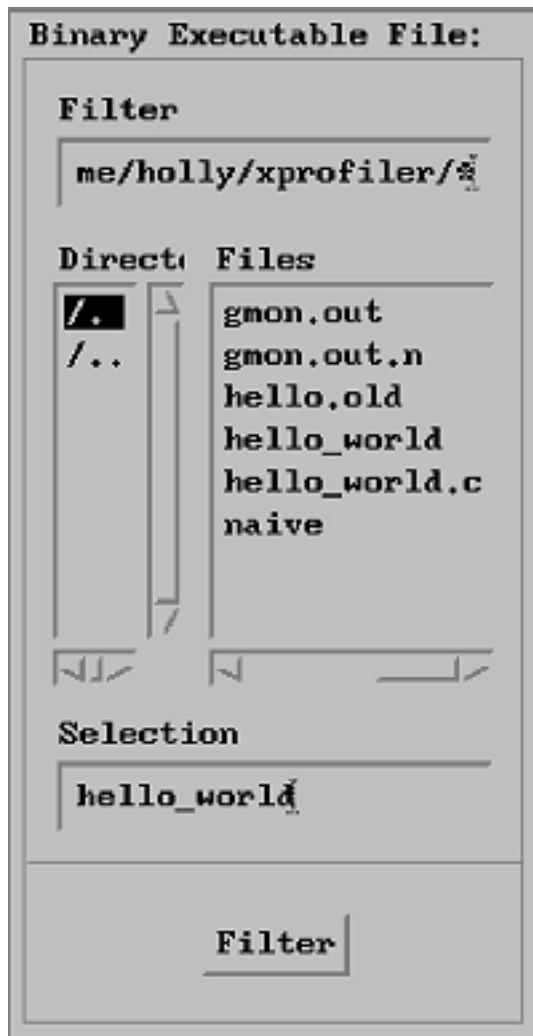 Binary Executable File:
Filter
me/holly/xprofiler/*
Directo
/.
/..
Files
gmon.out
gmon.out.n
hello.old
hello_world
hello_world.c
naive
Selection
hello_world
Filter